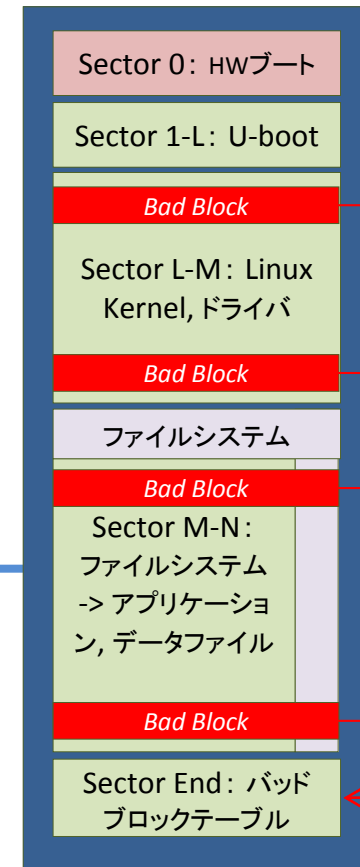 Sector 0： HWブート
Sector 1-L： U-boot
Bad Block
Sector L-M： Linux
Kernel, ドライバ
Bad Block
ファイルシステム
Bad Block
Sector M-N：
ファイルシステム
-> アプリケーショ
ン, データファイル
Bad Block
Sector End： バッド
ブロックテーブル